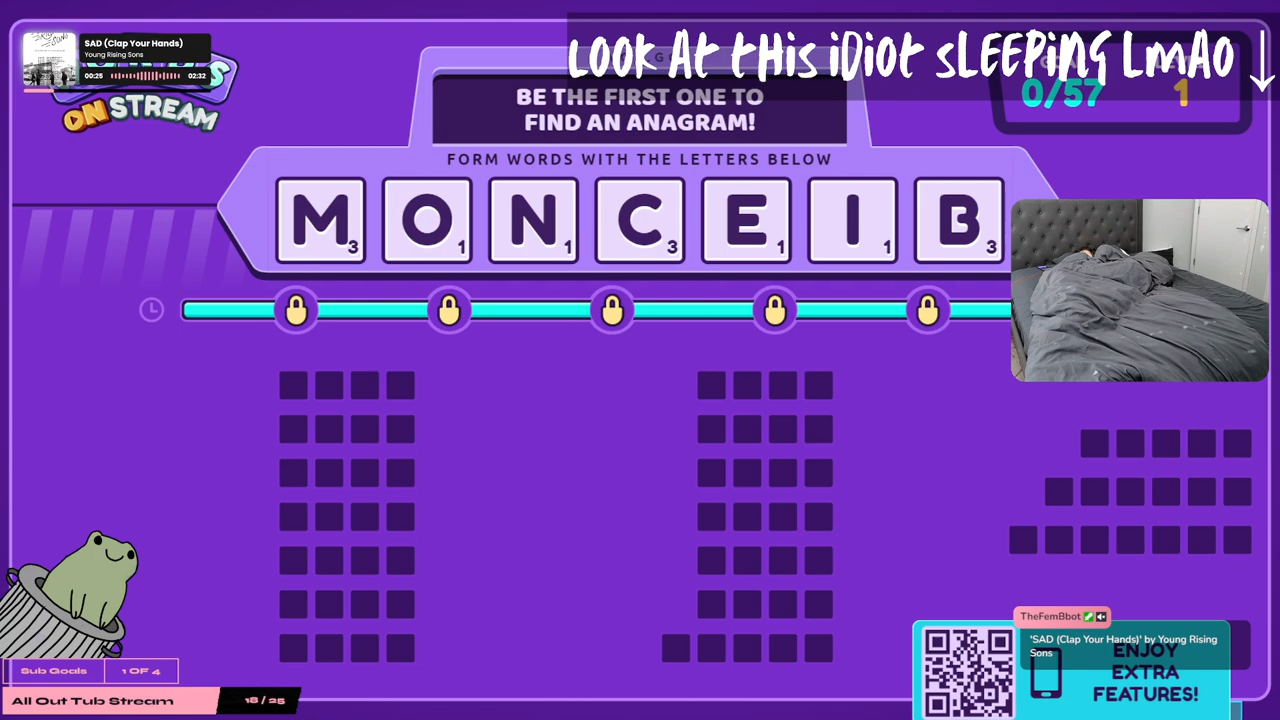 SAD (Clap Your Hands)
Young Rising Sons
00:25
02:32
ON STREAM
LOOK At tHis iDiot sLEEPiNG LmAO
0/57
1
BE THE FIRST ONE TO
FIND AN ANAGRAM!
FORM WORDS WITH THE LETTERS BELOW
M3 O1 N1 C3 E1 I1 B3
TheFemBbot
'SAD (Clap Your Hands)' by Young Rising
Sons
ENJOY
EXTRA
FEATURES!
Sub Goals
1 OF 4
All Out Tub Stream
18 / 25